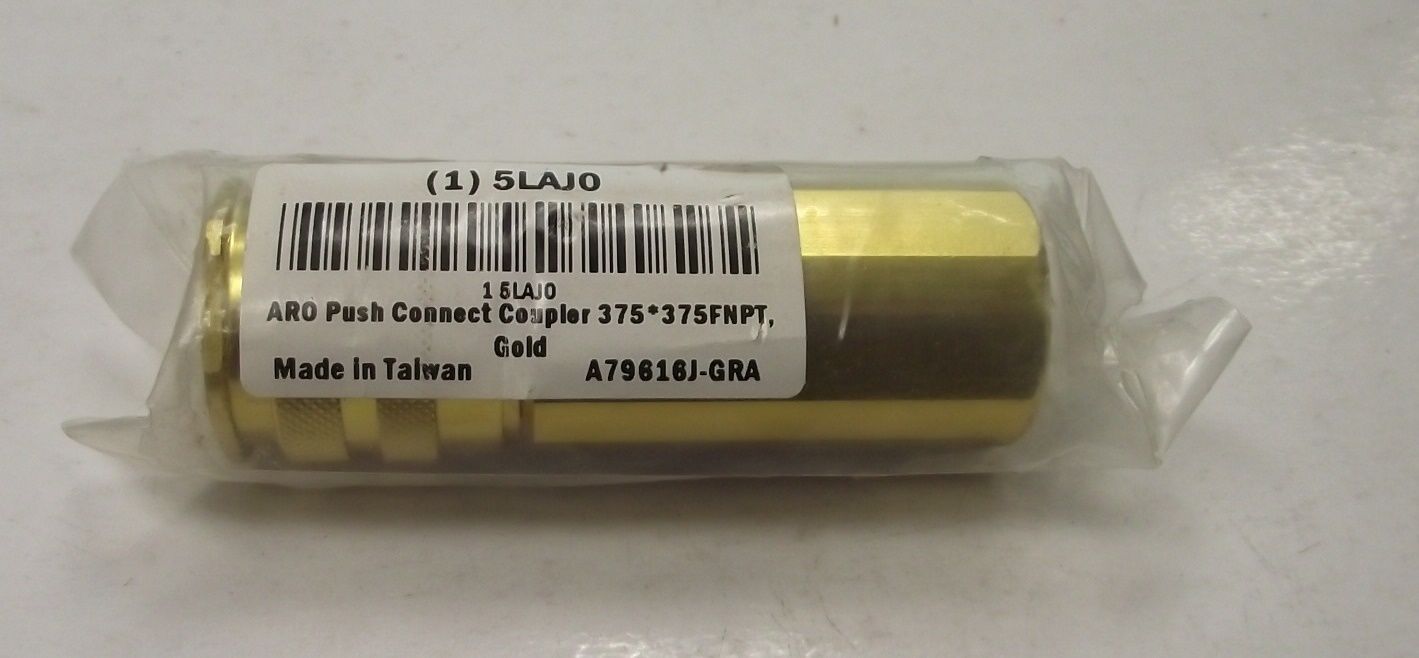 (1) 5LAJ0
1 5LAJ0
ARO Push Connect Coupler 375*375FNPT,
Gold
Made in Taiwan A79616J-GRA